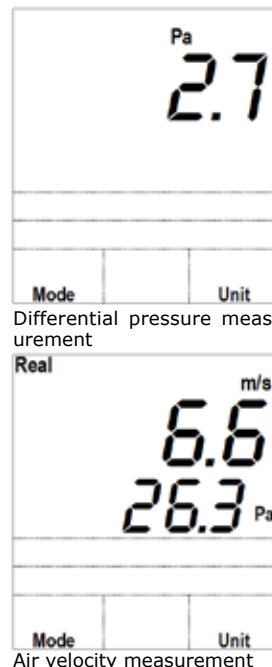 Pa
2.7
Mode Unit
Differential pressure meas
urement
Real
m/s
6.6
26.3 Pa
Mode Unit
Air velocity measurement